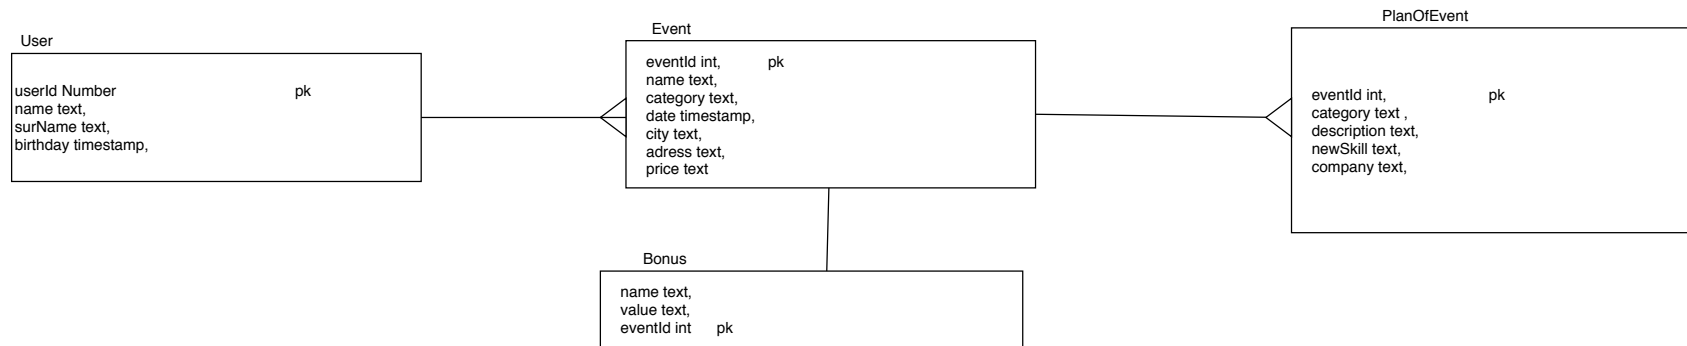 User
userId Number pk
name text,
surName text,
birthday timestamp,
Event
eventId int, pk
name text,
category text,
date timestamp,
city text,
adress text,
price text
PlanOfEvent
eventId int, pk
category text ,
description text,
newSkill text,
company text,
Bonus
name text,
value text,
eventId int pk